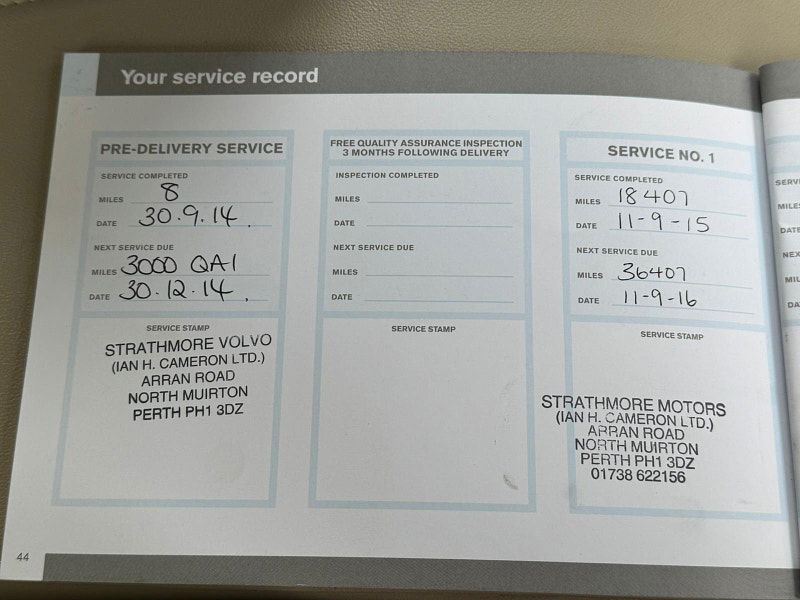 Your service record
PRE-DELIVERY SERVICE
SERVICE COMPLETED
MILES 8
DATE 30.9.14.
NEXT SERVICE DUE
MILES 3000 QAI
DATE 30.12.14.
SERVICE STAMP
STRATHMORE VOLVO
(IAN H. CAMERON LTD.)
ARRAN ROAD
NORTH MUIRTON
PERTH PH1 3DZ
FREE QUALITY ASSURANCE INSPECTION
3 MONTHS FOLLOWING DELIVERY
INSPECTION COMPLETED
MILES
DATE
NEXT SERVICE DUE
MILES
DATE
SERVICE STAMP
SERVICE NO. 1
SERVICE COMPLETED
MILES 18407
DATE 11-9-15
NEXT SERVICE DUE
MILES 36407
DATE 11-9-16
SERVICE STAMP
STRATHMORE MOTORS
(IAN H. CAMERON LTD.)
ARRAN ROAD
NORTH MUIRTON
PERTH PH1 3DZ
01738 622156
44